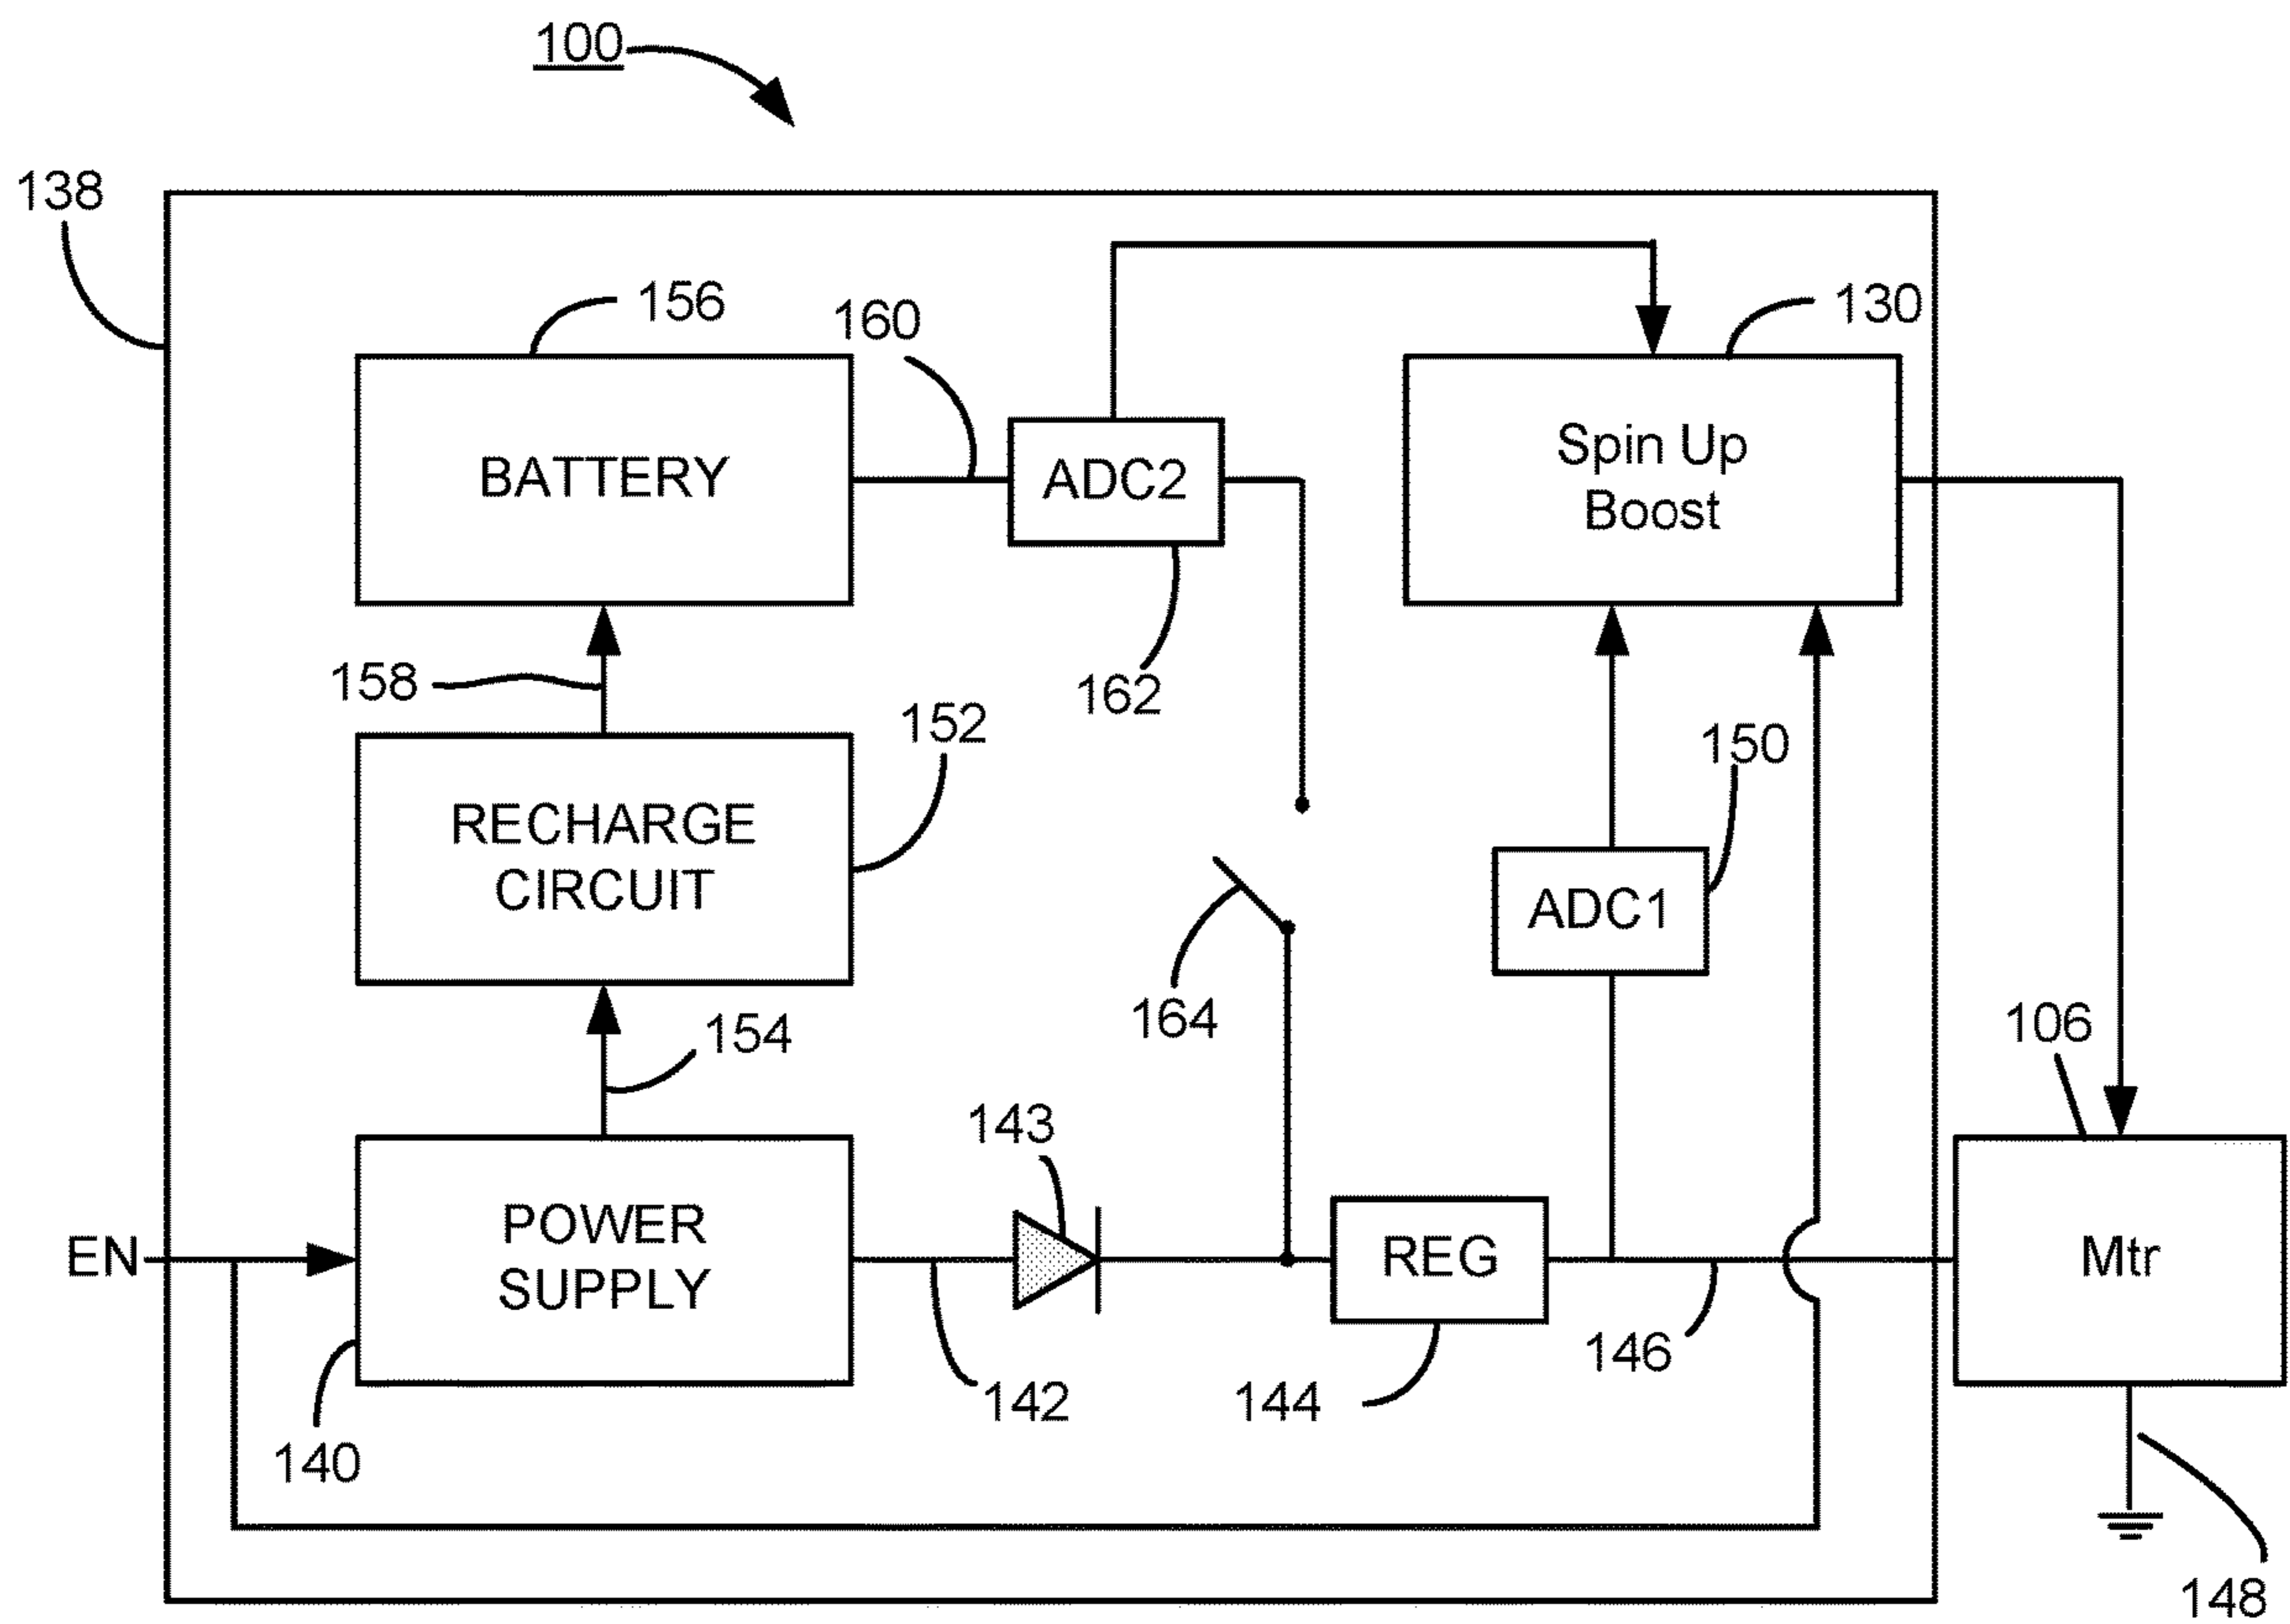 100
138
156
160
130
BATTERY
ADC2
Spin Up
Boost
158
162
152
150
RECHARGE
CIRCUIT
ADC1
164
154
106
143
EN
POWER
SUPPLY
REG
Mtr
142
144
146
140
148